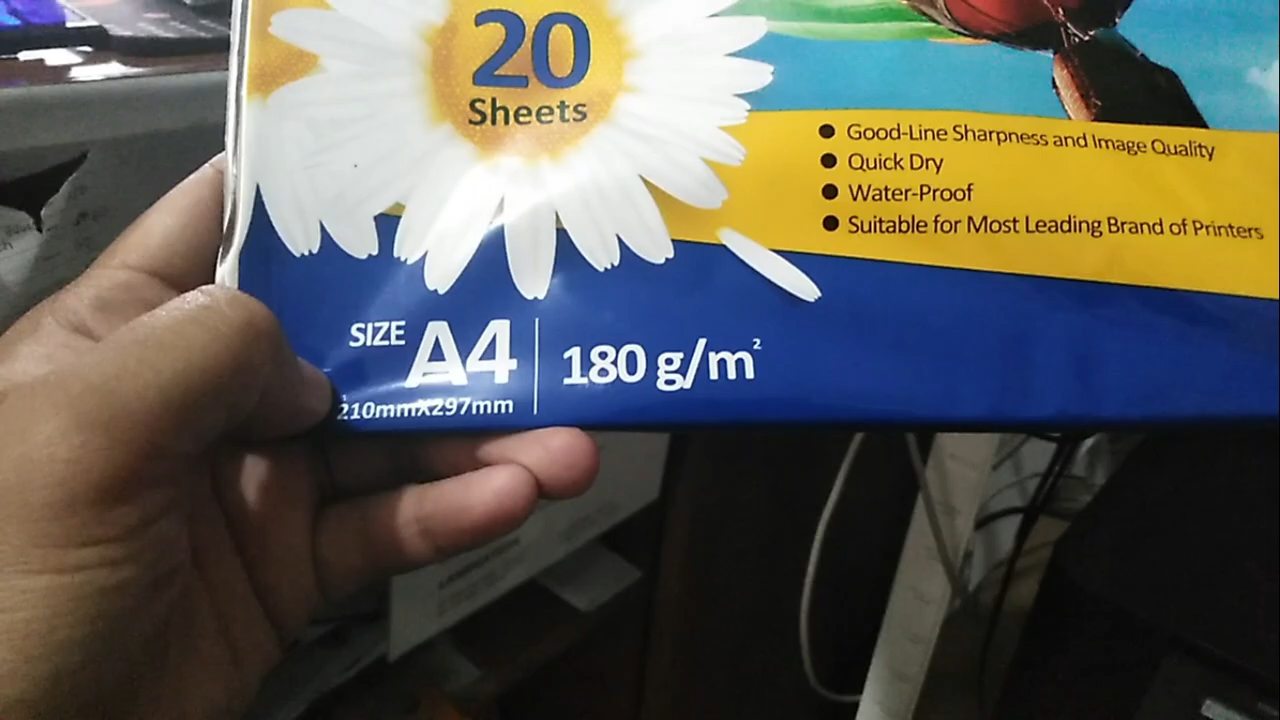 20
Sheets
● Good-Line Sharpness and Image Quality
● Quick Dry
● Water-Proof
● Suitable for Most Leading Brand of Printers
SIZE A4
210mmX297mm
180 g/m²